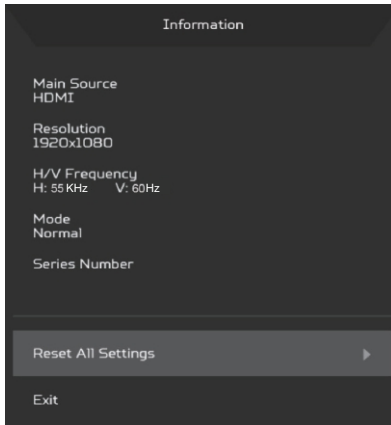 Information
Main Source
HDMI
Resolution
1920x1080
H/V Frequency
H: 55 KHz V: 60Hz
Mode
Normal
Series Number
Reset All Settings
Exit